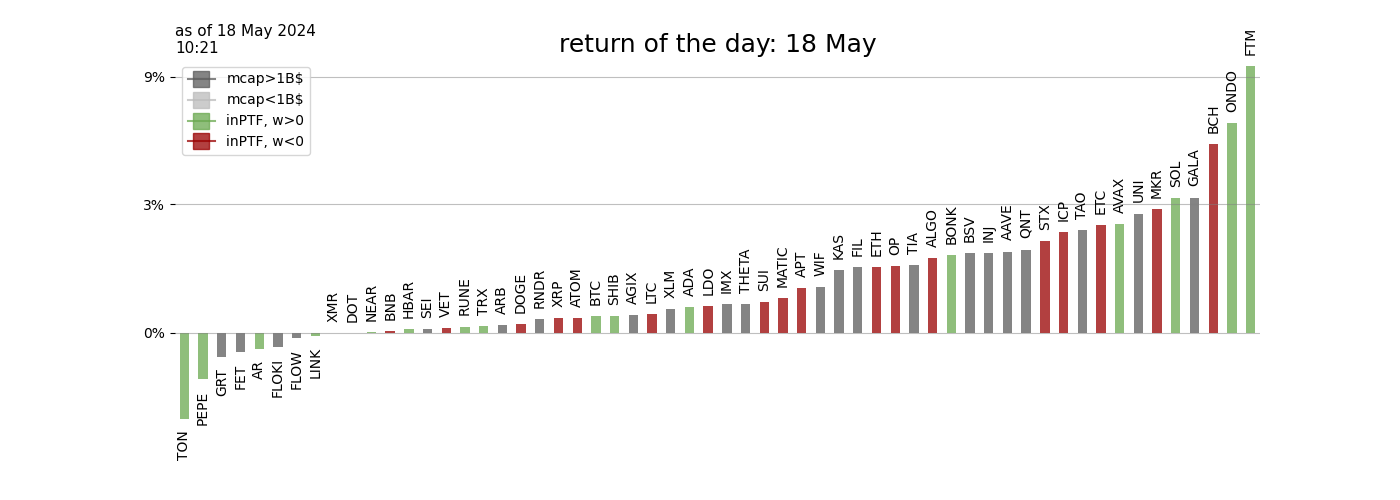 as of 18 May 2024
10:21
return of the day: 18 May
mcap>1B$
mcap<1B$
inPTF, w>0
inPTF, w<0
9%
3%
0%
TON
PEPE
GRT
FET
AR
FLOKI
FLOW
LINK
XMR
DOT
NEAR
BNB
HBAR
SEI
VET
RUNE
TRX
ARB
DOGE
RNDR
XRP
ATOM
BTC
SHIB
AGIX
LTC
XLM
ADA
LDO
IMX
THETA
SUI
MATIC
APT
WIF
KAS
FIL
ETH
OP
TIA
ALGO
BONK
BSV
INJ
AAVE
QNT
STX
ICP
TAO
ETC
AVAX
UNI
MKR
SOL
GALA
BCH
ONDO
FTM